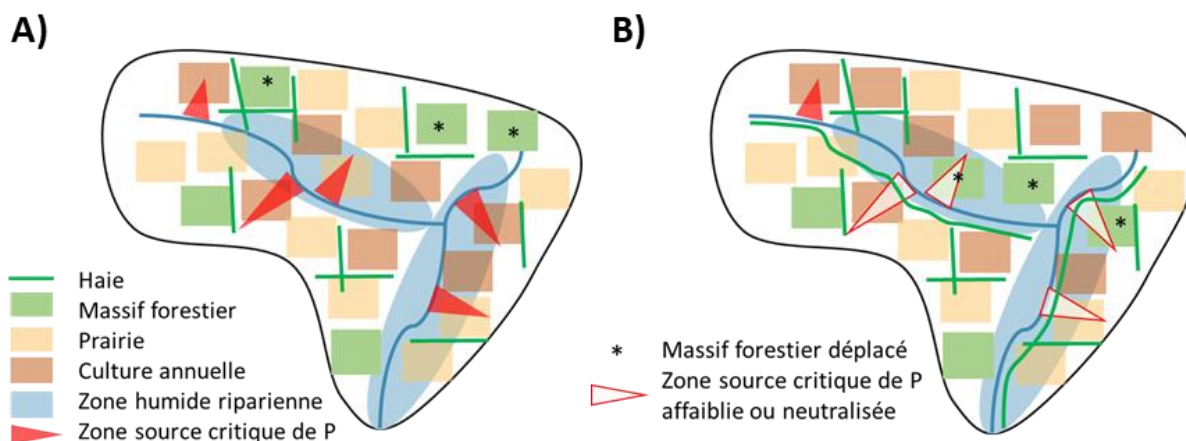 A)
B)
*
*
*
*
*
*
Haie
Massif forestier
Prairie
Culture annuelle
Zone humide riparienne
Zone source critique de P
* Massif forestier déplacé
Zone source critique de P
affaiblie ou neutralisée